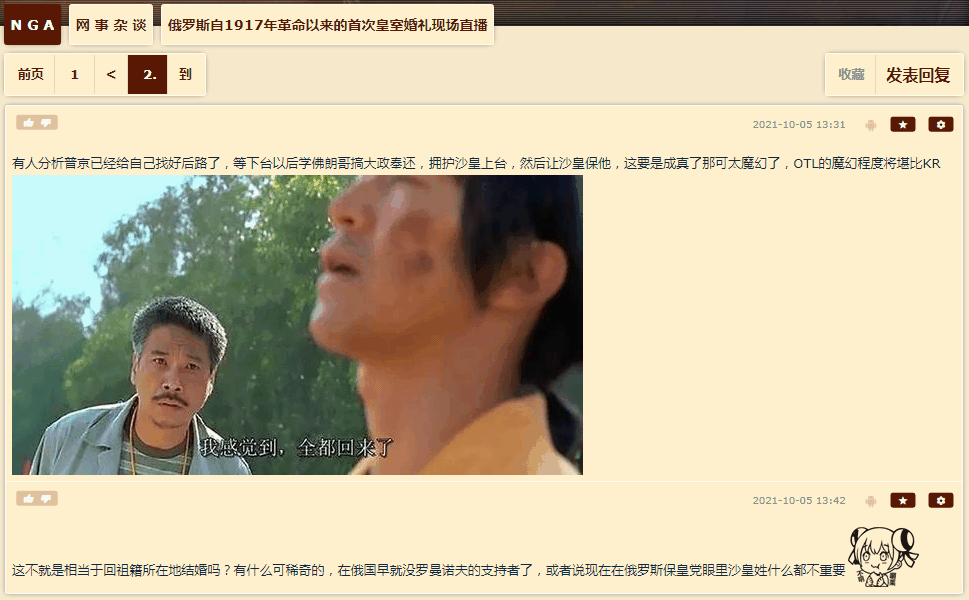 NGA 网事杂谈 俄罗斯自1917年革命以来的首次皇室婚礼现场直播
前页 1 < 2. 到 收藏 发表回复
2021-10-05 13:31
有人分析普京已经给自己找好后路了，等下台以后学佛朗哥搞大政奉还，拥护沙皇上台，然后让沙皇保他，这要是成真了那可太魔幻了，OTL的魔幻程度将堪比KR
我感觉到，全都回来了
2021-10-05 13:42
这不就是相当于回祖籍所在地结婚吗？有什么可稀奇的，在俄国早就没罗曼诺夫的支持者了，或者说现在在俄罗斯保皇党眼里沙皇姓什么都不重要